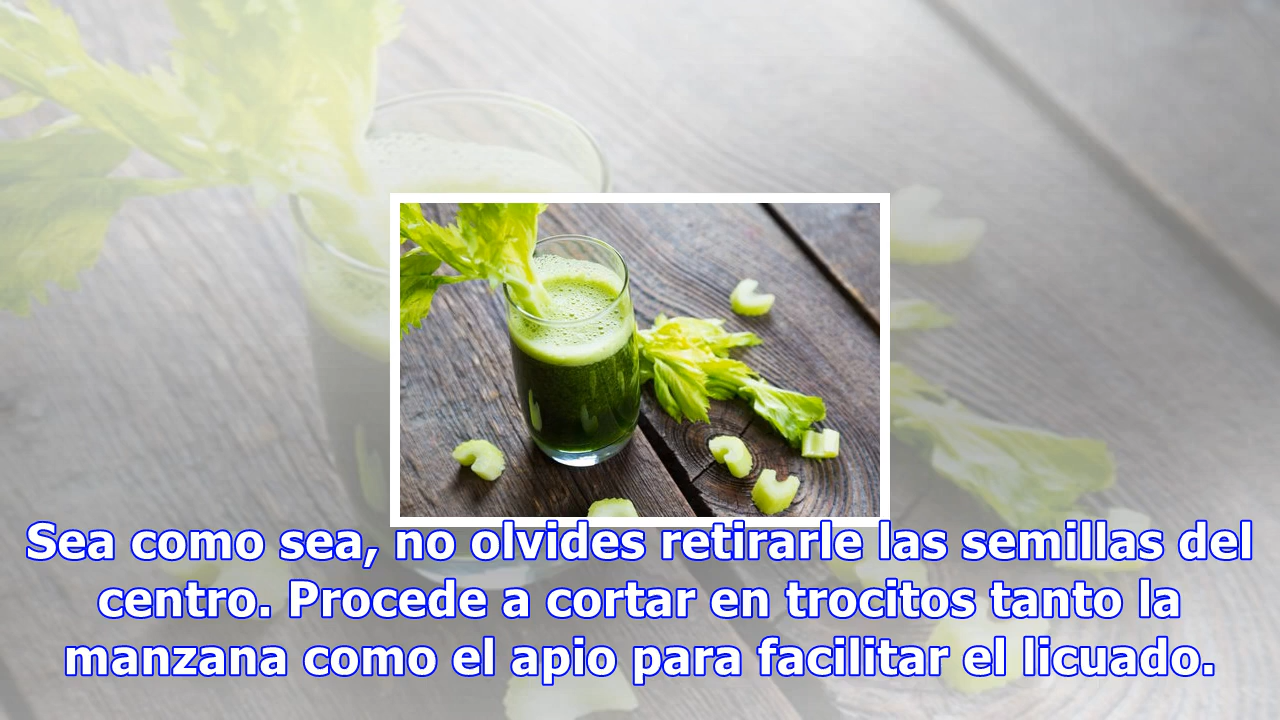 Sea como sea, no olvides retirarle las semillas del
centro. Procede a cortar en trocitos tanto la
manzana como el apio para facilitar el licuado.